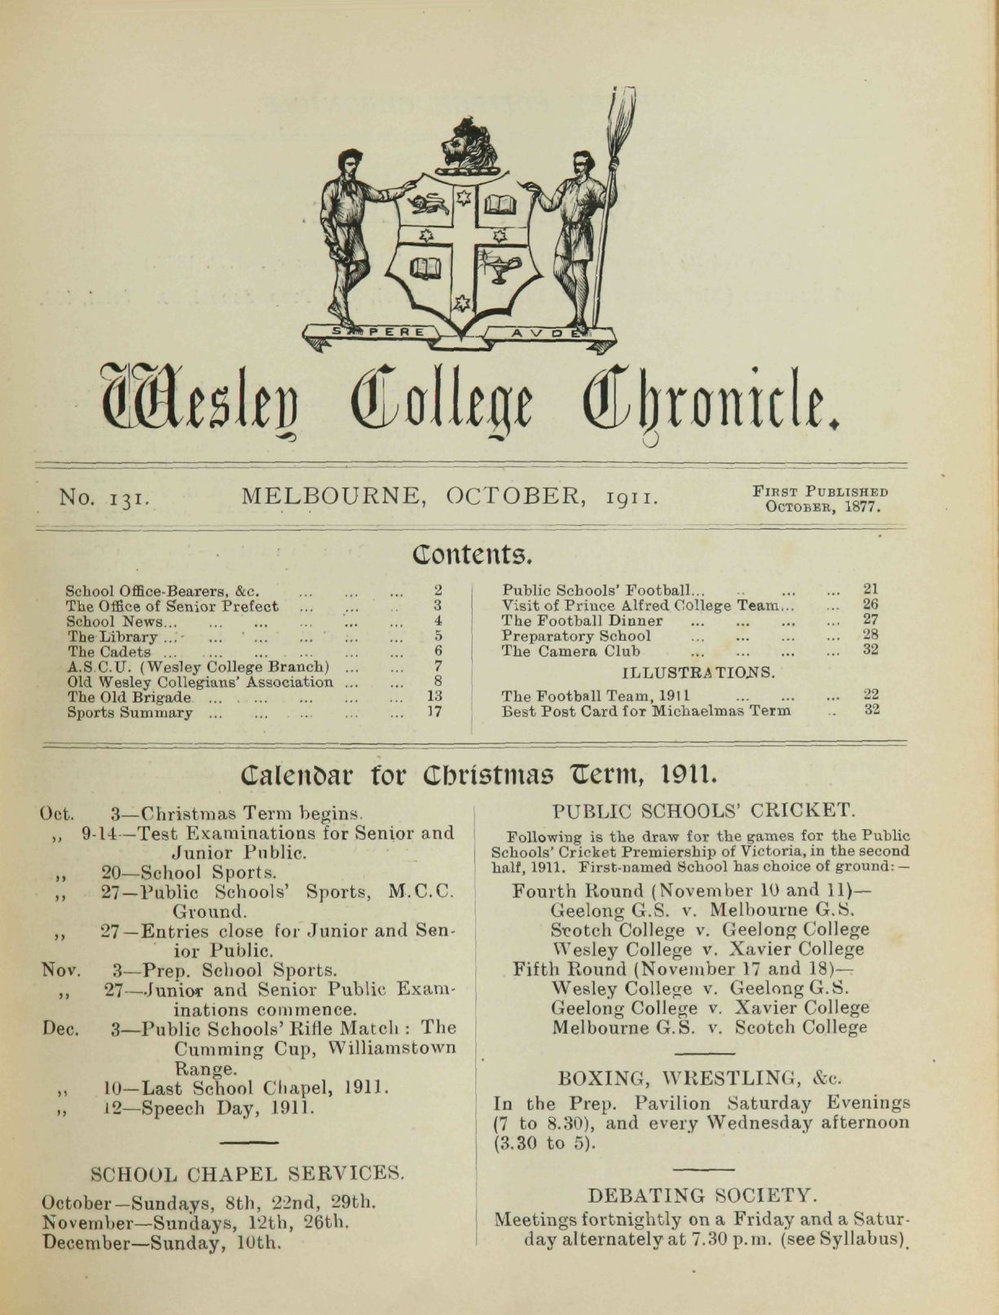 SAPERE AVDE
Wesley College Chronicle.
No. 131. MELBOURNE, OCTOBER, 1911. FIRST PUBLISHED
OCTOBER, 1877.
Contents.
School Office-Bearers, &c. ... ... ... 2
The Office of Senior Prefect ... ... .. 3
School News... ... ... ... ... ... 4
The Library ... ... ... ... ... ... 5
The Cadets ... ... ... ... ... ... 6
A.S.C.U. (Wesley College Branch) ... ... 7
Old Wesley Collegians' Association ... ... 8
The Old Brigade ... ... ... ... ... 13
Sports Summary ... ... ... ... ... 17
Public Schools' Football... .. ... ... 21
Visit of Prince Alfred College Team... ... 26
The Football Dinner ... ... ... ... 27
Preparatory School ... ... ... ... 28
The Camera Club ... ... ... ... 32
ILLUSTRATIONS.
The Football Team, 1911 ... ... ... 22
Best Post Card for Michaelmas Term .. 32
Calendar for Christmas Term, 1911.
Oct. 3—Christmas Term begins.
,, 9-14—Test Examinations for Senior and
Junior Public.
,, 20—School Sports.
,, 27—Public Schools' Sports, M.C.C.
Ground.
,, 27—Entries close for Junior and Sen-
ior Public.
Nov. 3—Prep. School Sports.
,, 27—Junior and Senior Public Exam-
inations commence.
Dec. 3—Public Schools' Rifle Match : The
Cumming Cup, Williamstown
Range.
,, 10—Last School Chapel, 1911.
,, 12—Speech Day, 1911.
SCHOOL CHAPEL SERVICES.
October—Sundays, 8th, 22nd, 29th.
November—Sundays, 12th, 26th.
December—Sunday, 10th.
PUBLIC SCHOOLS' CRICKET.
Following is the draw for the games for the Public
Schools' Cricket Premiership of Victoria, in the second
half, 1911. First-named School has choice of ground:—
Fourth Round (November 10 and 11)—
Geelong G.S. v. Melbourne G.S.
Scotch College v. Geelong College
Wesley College v. Xavier College
Fifth Round (November 17 and 18)—
Wesley College v. Geelong G.S.
Geelong College v. Xavier College
Melbourne G.S. v. Scotch College
BOXING, WRESTLING, &c.
In the Prep. Pavilion Saturday Evenings
(7 to 8.30), and every Wednesday afternoon
(3.30 to 5).
DEBATING SOCIETY.
Meetings fortnightly on a Friday and a Satur-
day alternately at 7.30 p.m. (see Syllabus).